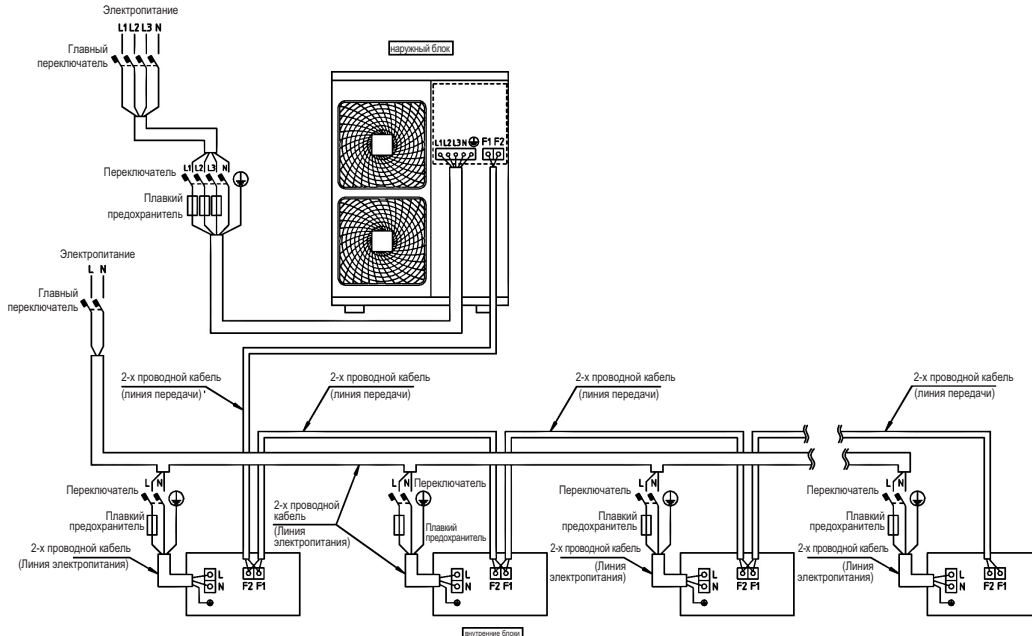 Электропитание
L1 L2 L3 N
Главный
переключатель
наружный блок
L1 L2 L3 N F1 F2
L1 L2 L3 N
Переключатель
Плавкий
предохранитель
Электропитание
L N
Главный
переключатель
2-х проводной кабель
(линия передачи)
2-х проводной кабель
(линия передачи)
2-х проводной кабель
(линия передачи)
2-х проводной кабель
(линия передачи)
L N
Переключатель
Плавкий
предохранитель
2-х проводной кабель
(Линия электропитания)
L
N
F2 F1
2-х проводной
кабель
(Линия
электропитания)
L N
Переключатель
Плавкий
предохранитель
L
N
F2 F1
L N
Переключатель
Плавкий
предохранитель
2-х проводной кабель
(Линия
электропитания)
L
N
F2 F1
L N
Переключатель
Плавкий
предохранитель
2-х проводной кабель
(Линия
электропитания)
L
N
F2 F1
внутренние блоки